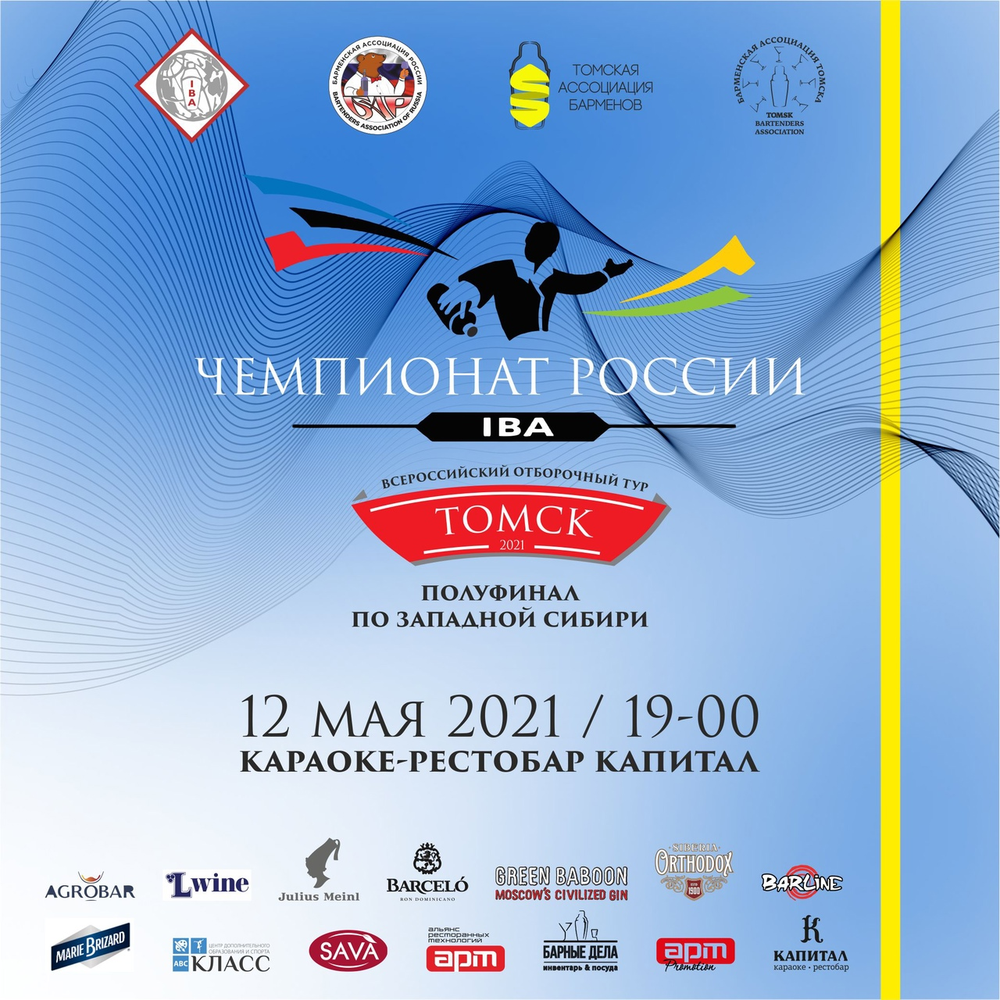 IBA
БАРМЕНСКАЯ АССОЦИАЦИЯ РОССИИ
БАР
BARTENDERS ASSOCIATION OF RUSSIA
ТОМСКАЯ
АССОЦИАЦИЯ
БАРМЕНОВ
БАРМЕНСКАЯ АССОЦИАЦИЯ ТОМСКА
TOMSK
BARTENDERS
ASSOCIATION
ЧЕМПИОНАТ РОССИИ
IBA
ВСЕРОССИЙСКИЙ ОТБОРОЧНЫЙ ТУР
ТОМСК
2021
ПОЛУФИНАЛ
ПО ЗАПАДНОЙ СИБИРИ
12 МАЯ 2021 / 19-00
КАРАОКЕ-РЕСТОБАР КАПИТАЛ
AGROBAR
Lwine
Julius Meinl
BARCELÓ
RON DOMINICANO
GREEN BABOON
MOSCOW'S CIVILIZED GIN
SIBERIA
ORTHODOX
1900
BARLINE
MARIE BRIZARD
ABC
ЦЕНТР ДОПОЛНИТЕЛЬНОГО
ОБРАЗОВАНИЯ И СПОРТА
КЛАСС
SAVÀ
альянс
ресторанных
технологий
арт
БАРНЫЕ ДЕЛА
инвентарь & посуда
арт
Promotion
К
КАПИТАЛ
караоке • рестобар